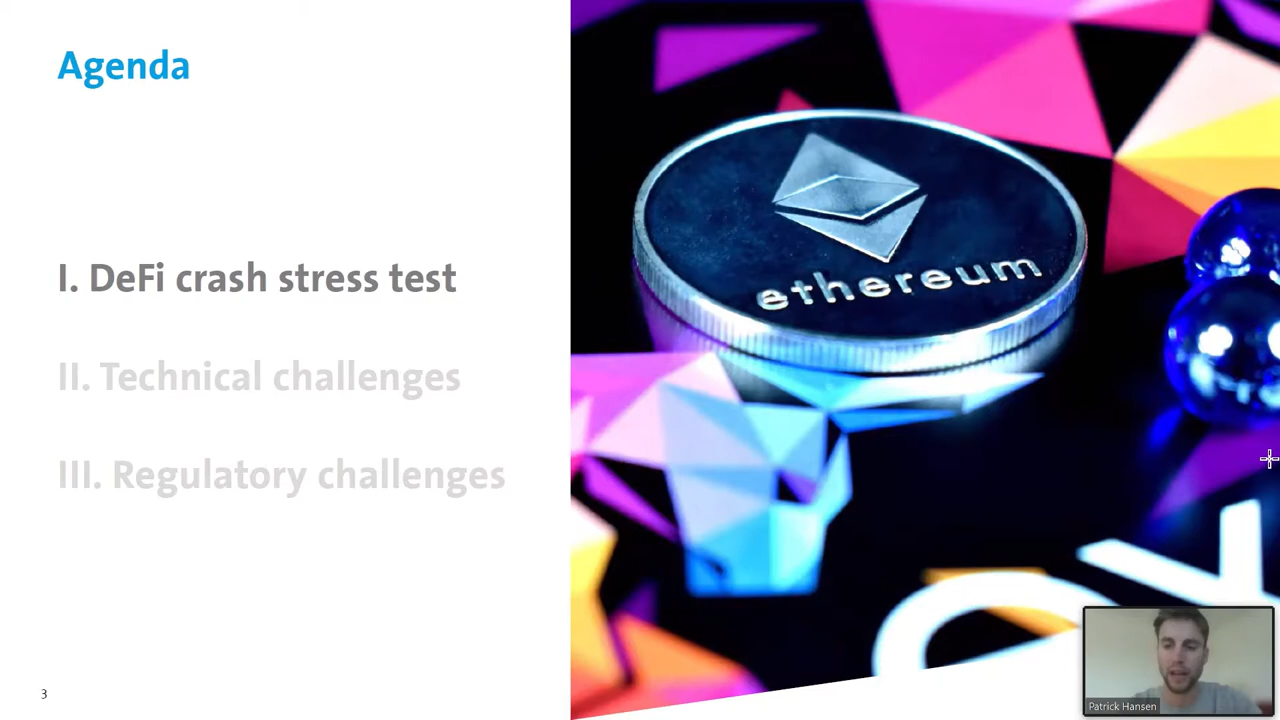 Agenda
I. DeFi crash stress test
II. Technical challenges
III. Regulatory challenges
ethereum
3
Patrick Hansen